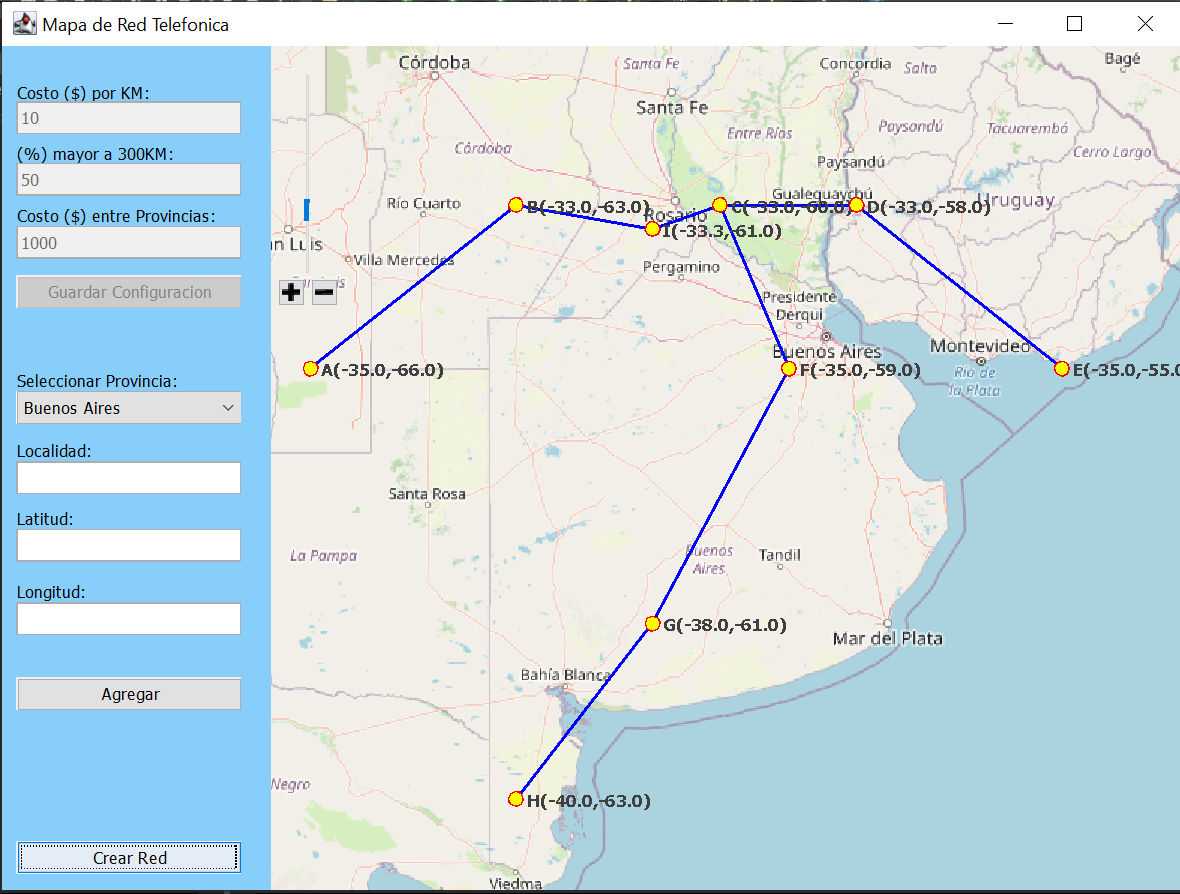 Mapa de Red Telefonica
Costo ($) por KM:
10
(%) mayor a 300KM:
50
Costo ($) entre Provincias:
1000
Guardar Configuracion
Seleccionar Provincia:
Buenos Aires
Localidad:
Latitud:
Longitud:
Agregar
Crear Red
Córdoba
Santa Fe
Concordia
Salto
Bagé
Santa Fe
Entre Ríos
Paysandú
Tacuarembó
Córdoba
Paysandú
Cerro Largo
Río Cuarto
Gualeguaychú
Uruguay
B(-33.0,-63.0)
Rosario
C(-33.0,-60.0)
D(-33.0,-58.0)
I(-33.3,-61.0)
n Luis
Villa Mercedes
Pergamino
Presidente
Derqui
Buenos Aires
Montevideo
A(-35.0,-66.0)
F(-35.0,-59.0)
Río de
la Plata
E(-35.0,-55.0
Santa Rosa
La Pampa
Buenos
Aires
Tandil
G(-38.0,-61.0)
Mar del Plata
Bahía Blanca
Negro
H(-40.0,-63.0)
Viedma